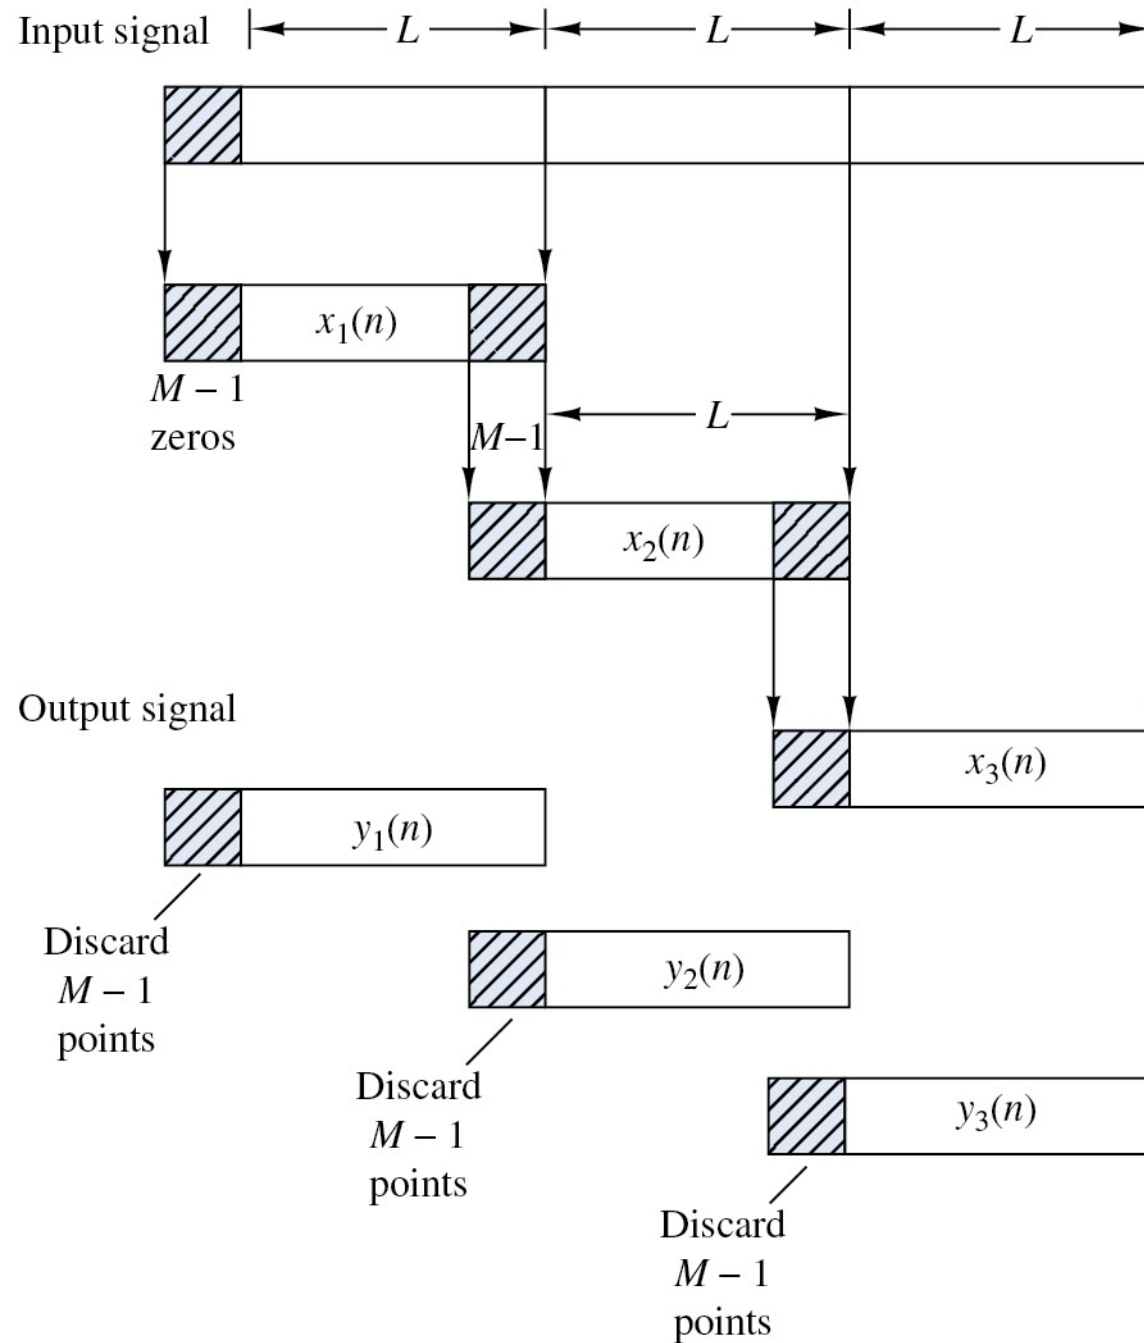 Input signal
L
L
L
x₁(n)
M − 1
zeros
M−1
L
x₂(n)
Output signal
x₃(n)
y₁(n)
Discard
M − 1
points
y₂(n)
Discard
M − 1
points
y₃(n)
Discard
M − 1
points